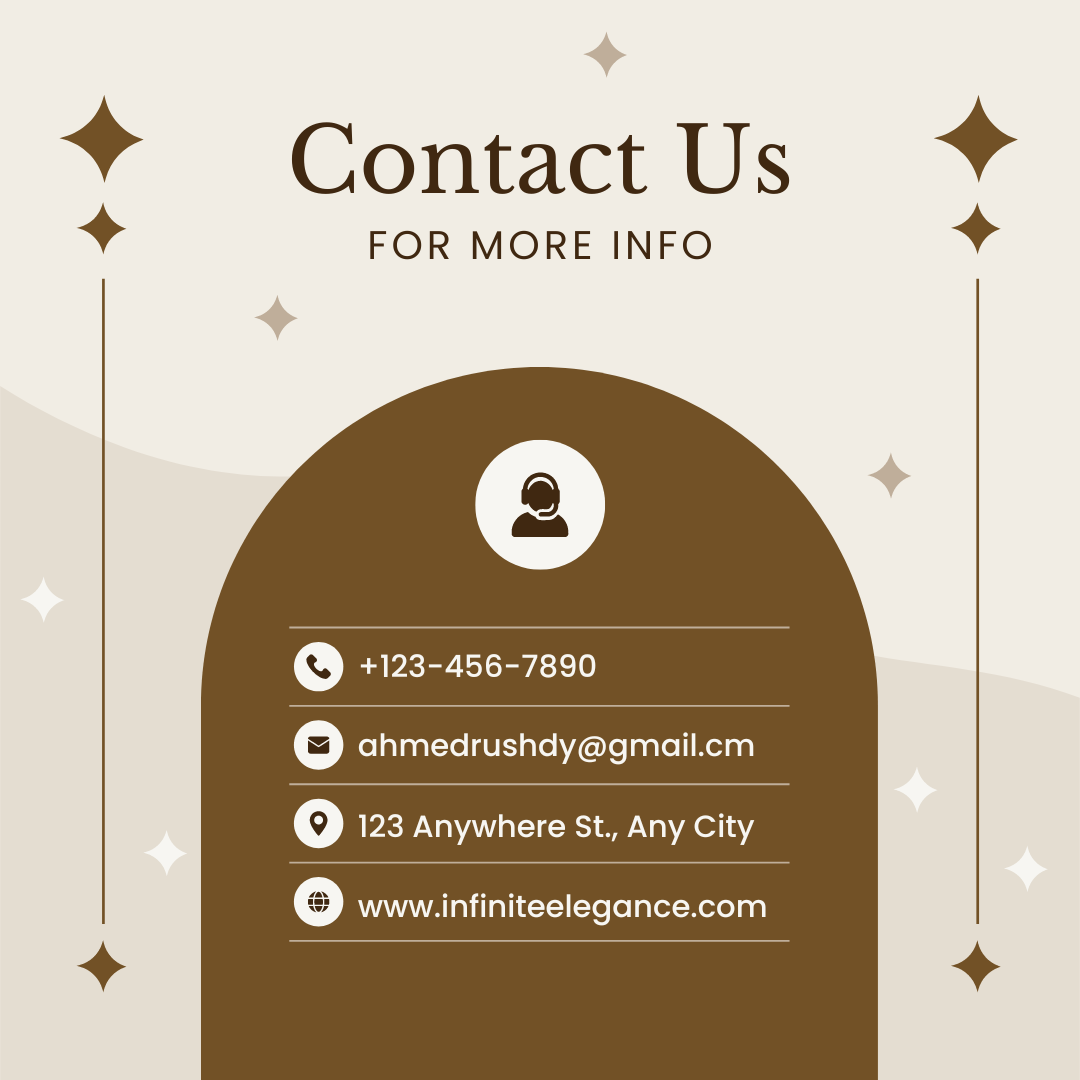 Contact Us
FOR MORE INFO
+123-456-7890
ahmedrushdy@gmail.cm
123 Anywhere St., Any City
www.infiniteelegance.com